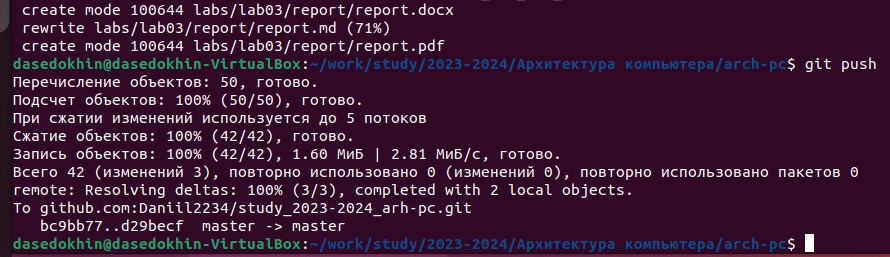 create mode 100644 labs/lab03/report/report.docx
rewrite labs/lab03/report/report.md (71%)
create mode 100644 labs/lab03/report/report.pdf
dasedokhin@dasedokhin-VirtualBox:~/work/study/2023-2024/Архитектура компьютера/arch-pc$ git push
Перечисление объектов: 50, готово.
Подсчет объектов: 100% (50/50), готово.
При сжатии изменений используется до 5 потоков
Сжатие объектов: 100% (42/42), готово.
Запись объектов: 100% (42/42), 1.60 МиБ | 2.81 МиБ/с, готово.
Всего 42 (изменений 3), повторно использовано 0 (изменений 0), повторно использовано пакетов 0
remote: Resolving deltas: 100% (3/3), completed with 2 local objects.
To github.com:Daniil2234/study_2023-2024_arh-pc.git
bc9bb77..d29becf  master -> master
dasedokhin@dasedokhin-VirtualBox:~/work/study/2023-2024/Архитектура компьютера/arch-pc$